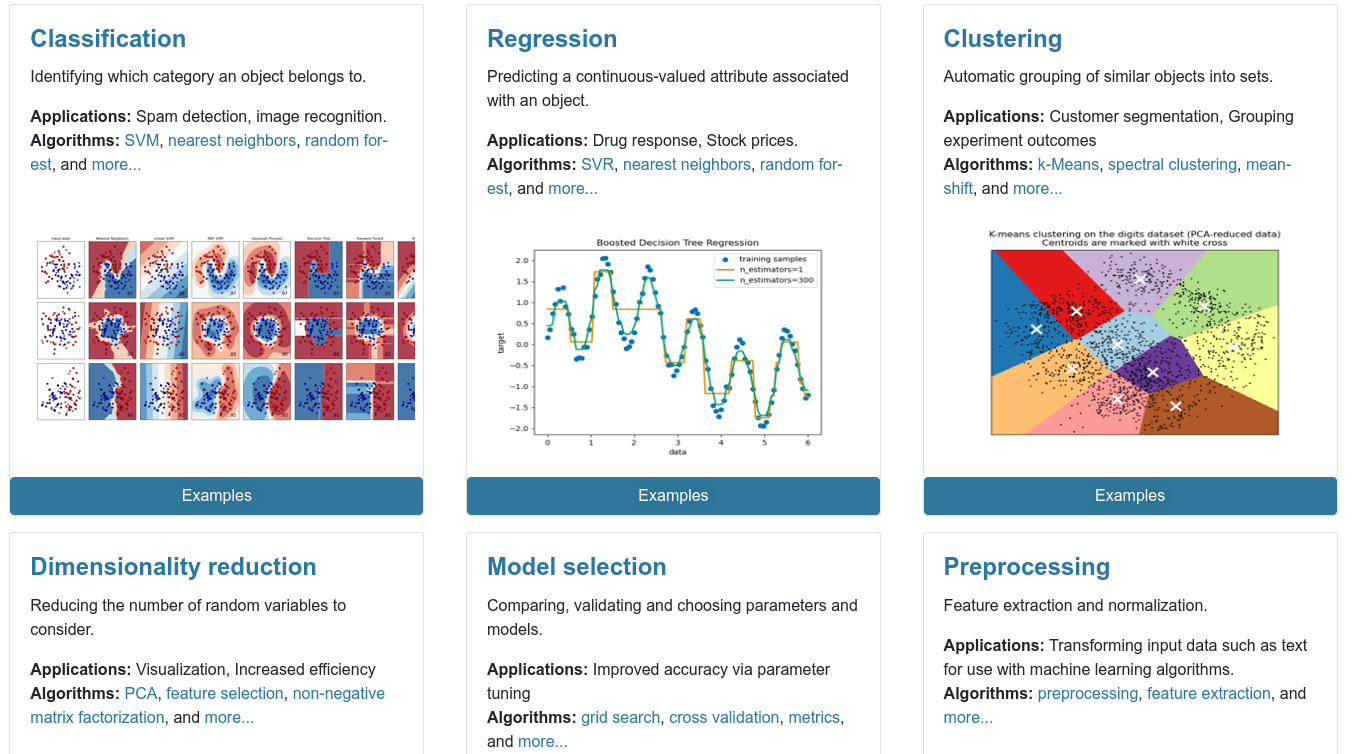 Classification
Identifying which category an object belongs to.
Applications: Spam detection, image recognition.
Algorithms: SVM, nearest neighbors, random for-
est, and more...
Input data
Nearest Neighbors
Linear SVM
RBF SVM
Gaussian Process
Decision Tree
Random Forest
Examples
Regression
Predicting a continuous-valued attribute associated
with an object.
Applications: Drug response, Stock prices.
Algorithms: SVR, nearest neighbors, random for-
est, and more...
Boosted Decision Tree Regression
training samples
n_estimators=1
n_estimators=300
2.0
1.5
1.0
0.5
0.0
−0.5
−1.0
−1.5
−2.0
target
0 1 2 3 4 5 6
data
Examples
Clustering
Automatic grouping of similar objects into sets.
Applications: Customer segmentation, Grouping
experiment outcomes
Algorithms: k-Means, spectral clustering, mean-
shift, and more...
K-means clustering on the digits dataset (PCA-reduced data)
Centroids are marked with white cross
Examples
Dimensionality reduction
Reducing the number of random variables to
consider.
Applications: Visualization, Increased efficiency
Algorithms: PCA, feature selection, non-negative
matrix factorization, and more...
Model selection
Comparing, validating and choosing parameters and
models.
Applications: Improved accuracy via parameter
tuning
Algorithms: grid search, cross validation, metrics,
and more...
Preprocessing
Feature extraction and normalization.
Applications: Transforming input data such as text
for use with machine learning algorithms.
Algorithms: preprocessing, feature extraction, and
more...